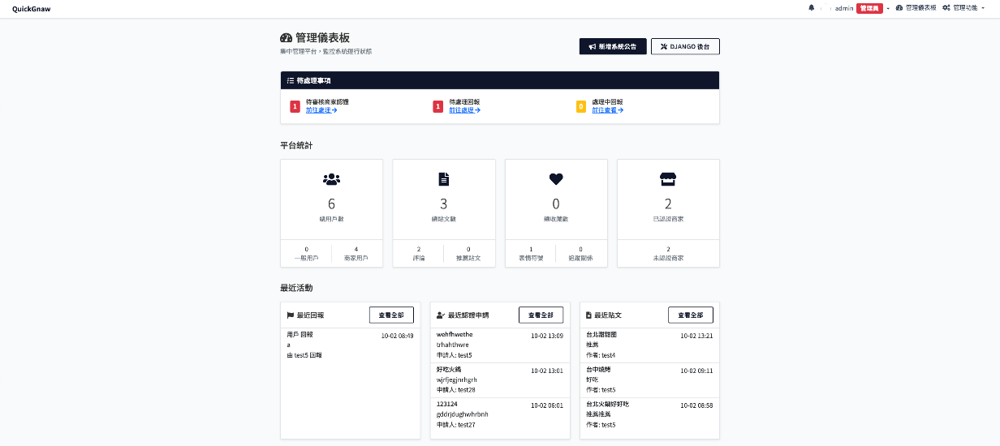 QuickGnaw
admin 管理員 管理儀表板 管理功能
管理儀表板
集中管理平台，監控系統運行狀態
新增系統公告 DJANGO 後台
待處理事項
1 待審核商家認證
前往處理
1 待處理回報
前往處理
0 處理中回報
前往查看
平台統計
6
總用戶數
0 4
一般用戶 商家用戶
3
總貼文數
2 0
評論 推薦貼文
0
總收藏數
1 0
表情符號 追蹤關係
2
已認證商家
2
未認證商家
最近活動
最近回報 查看全部
用戶 回報 10-02 08:49
a
由 test5 回報
最近認證申請 查看全部
wehfhwethe 10-02 13:09
trhahthwre
申請人: test5
好吃火鍋 10-02 13:01
wjrfjegjnrhgrh
申請人: test28
123124 10-02 06:01
gddrjdughwhrbnh
申請人: test27
最近貼文 查看全部
台北甜甜圈 10-02 13:21
推薦
作者: test4
台中燒烤 10-02 09:11
好吃
作者: test5
台北火鍋好好吃 10-02 08:58
推薦推薦
作者: test5